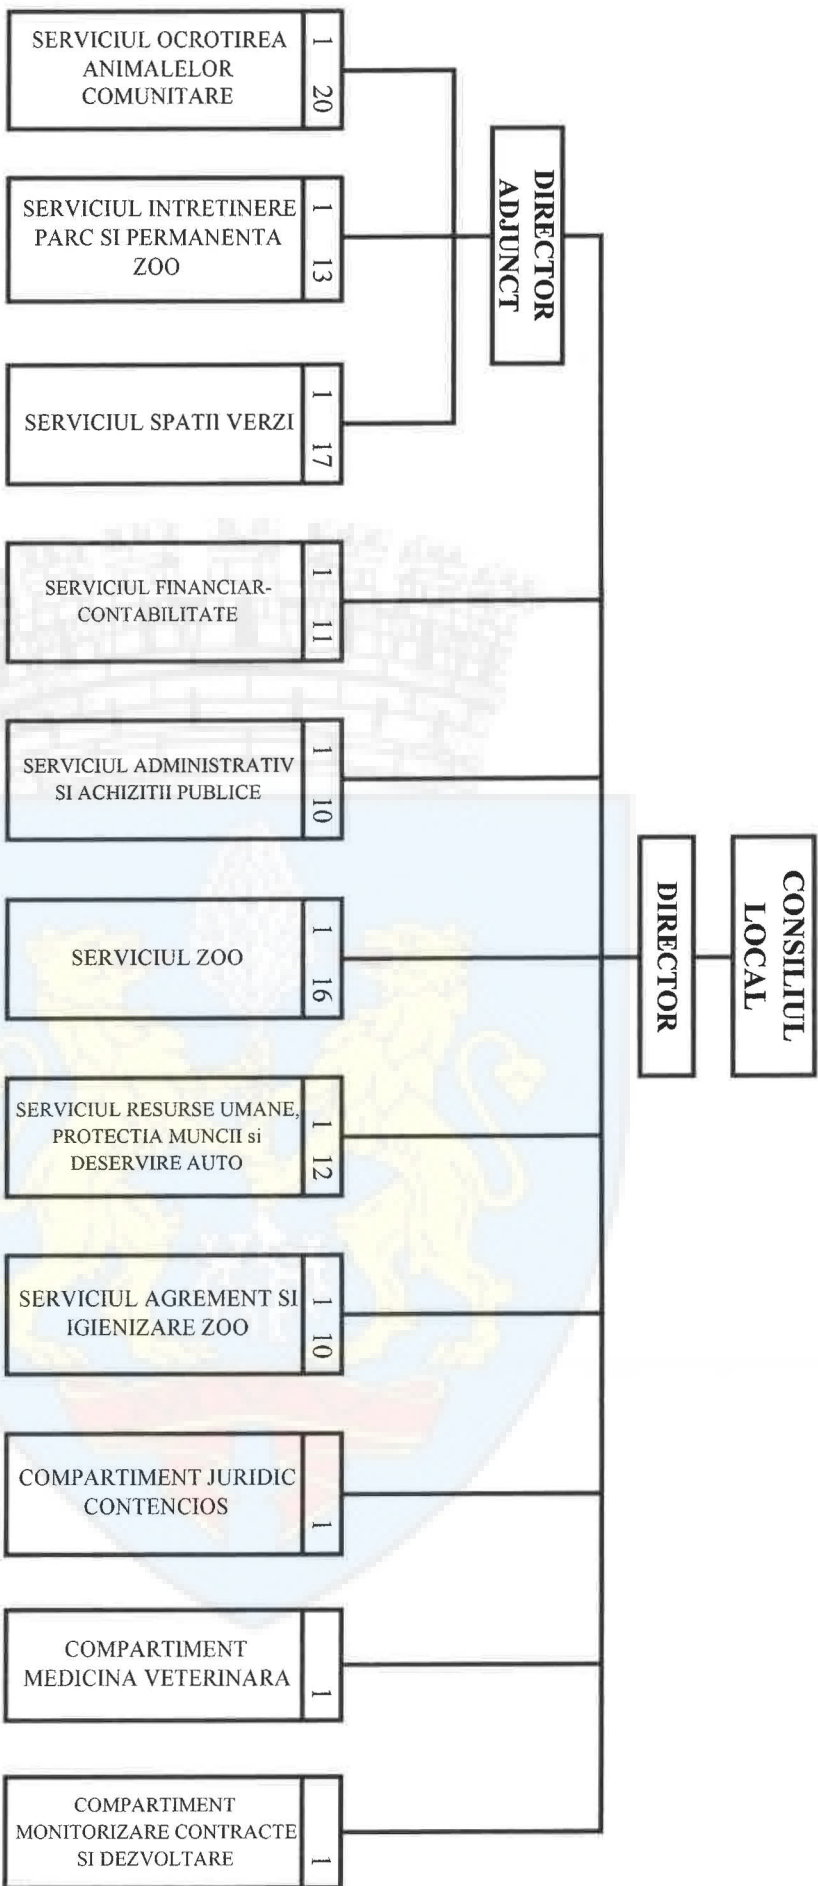 CONSILIUL
LOCAL
DIRECTOR
DIRECTOR
ADJUNCT
1 20
SERVICIUL OCROTIREA
ANIMALELOR
COMUNITARE
1 13
SERVICIUL INTRETINERE
PARC SI PERMANENTA
ZOO
1 17
SERVICIUL SPATII VERZI
1 11
SERVICIUL FINANCIAR-
CONTABILITATE
1 10
SERVICIUL ADMINISTRATIV
SI ACHIZITII PUBLICE
1 16
SERVICIUL ZOO
1 12
SERVICIUL RESURSE UMANE,
PROTECTIA MUNCII si
DESERVIRE AUTO
1 10
SERVICIUL AGREMENT SI
IGIENIZARE ZOO
1
COMPARTIMENT JURIDIC
CONTENCIOS
1
COMPARTIMENT
MEDICINA VETERINARA
1
COMPARTIMENT
MONITORIZARE CONTRACTE
SI DEZVOLTARE